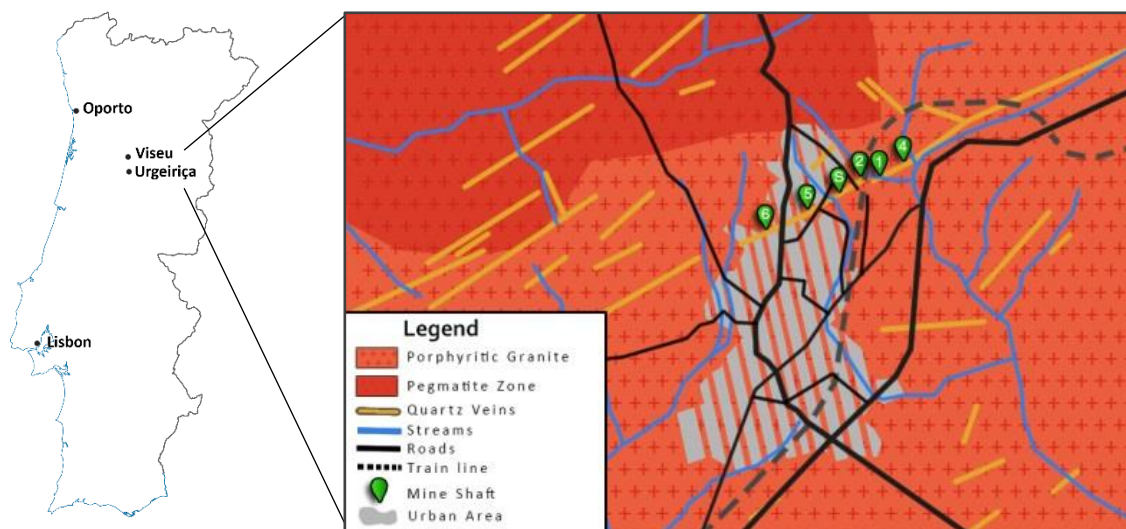 Oporto
Viseu
Urgeiriça
Lisbon
4
2
1
S
5
6
Legend
Porphyritic Granite
Pegmatite Zone
Quartz Veins
Streams
Roads
Train line
Mine Shaft
Urban Area